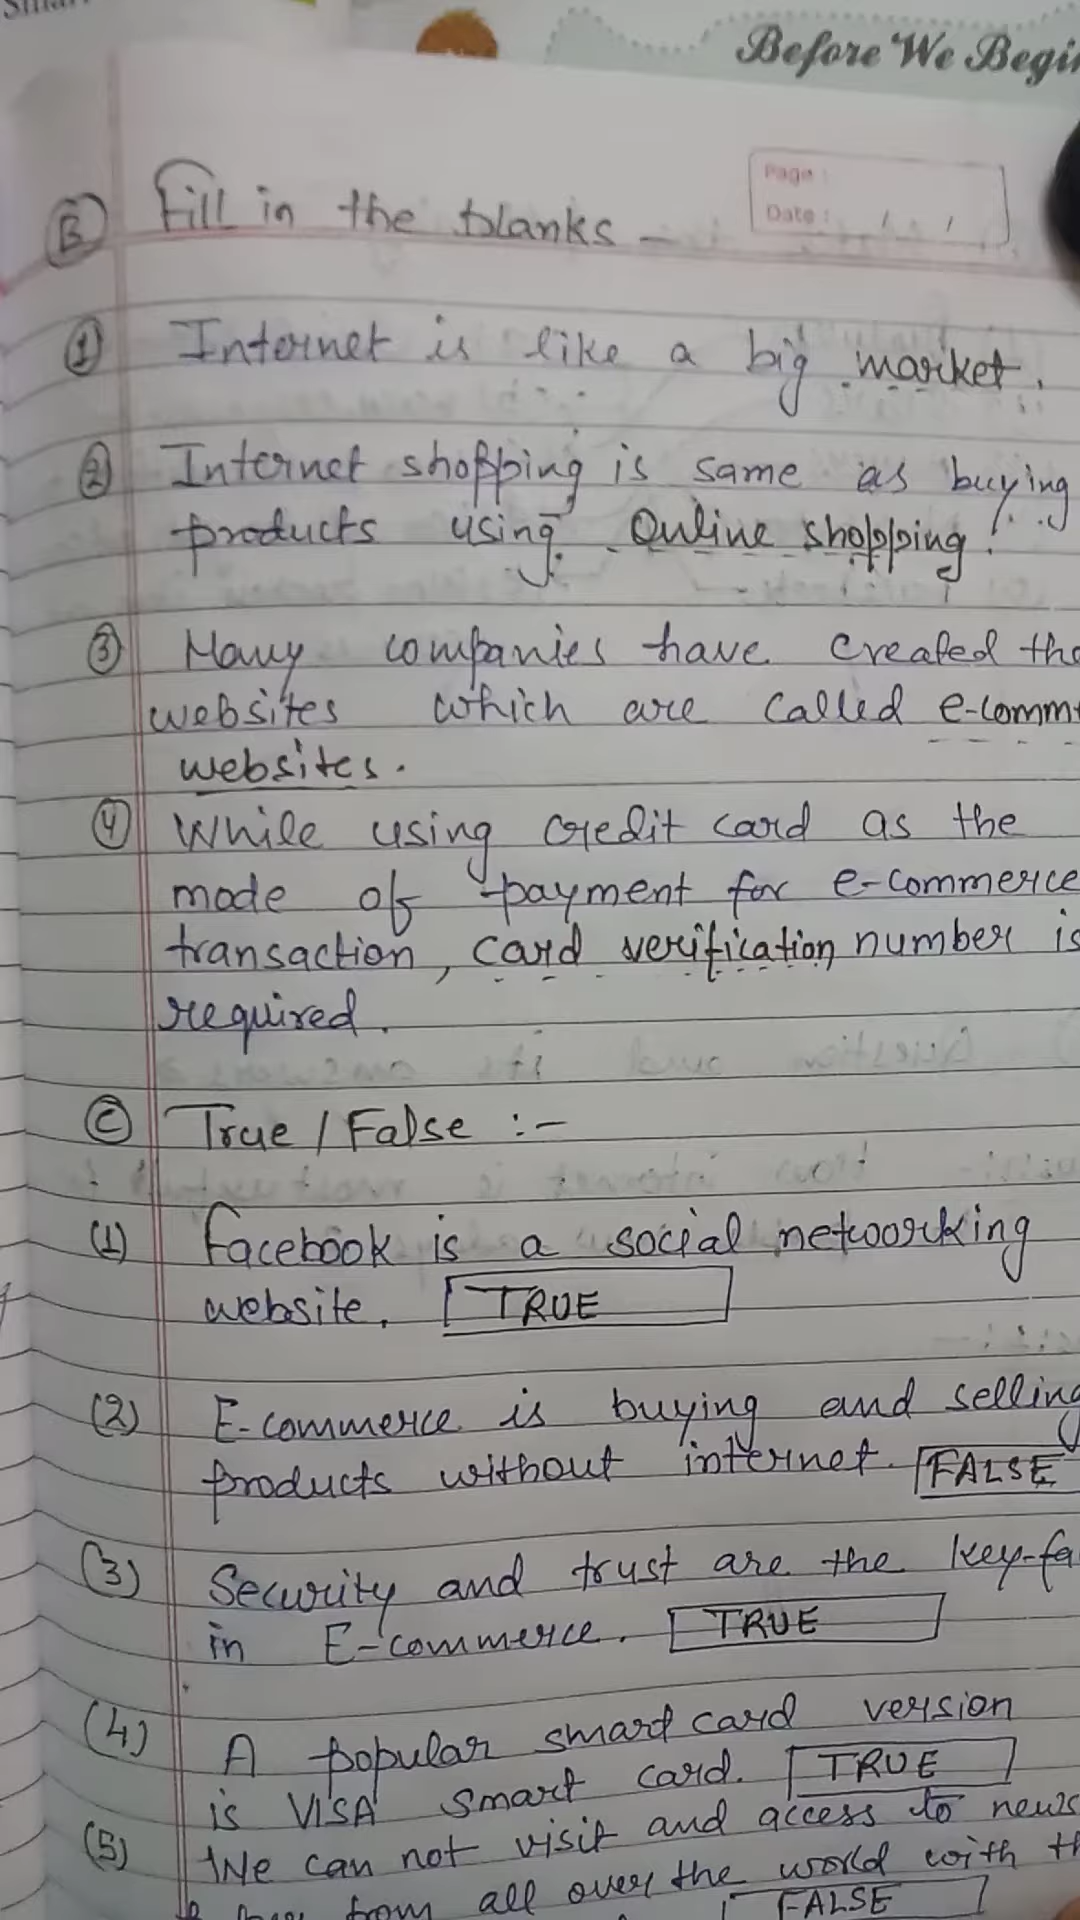 Before We Begin
Page :
Date : / /
B Fill in the blanks -
1 Internet is like a big market.
2 Internet shopping is same as buying
products using Online shopping.
3 Many companies have created the
websites which are called e-comm
websites.
4 While using credit card as the
mode of payment for e-commerce
transaction, card verification number is
required.
C True / False :-
(1) Facebook is a social networking
website. TRUE
(2) E-commerce is buying and selling
products without internet. FALSE
(3) Security and trust are the key-fa
in E-commerce. TRUE
(4) A popular smart card version
is VISA smart card. TRUE
(5) We can not visit and access to news
from all over the world with th
FALSE